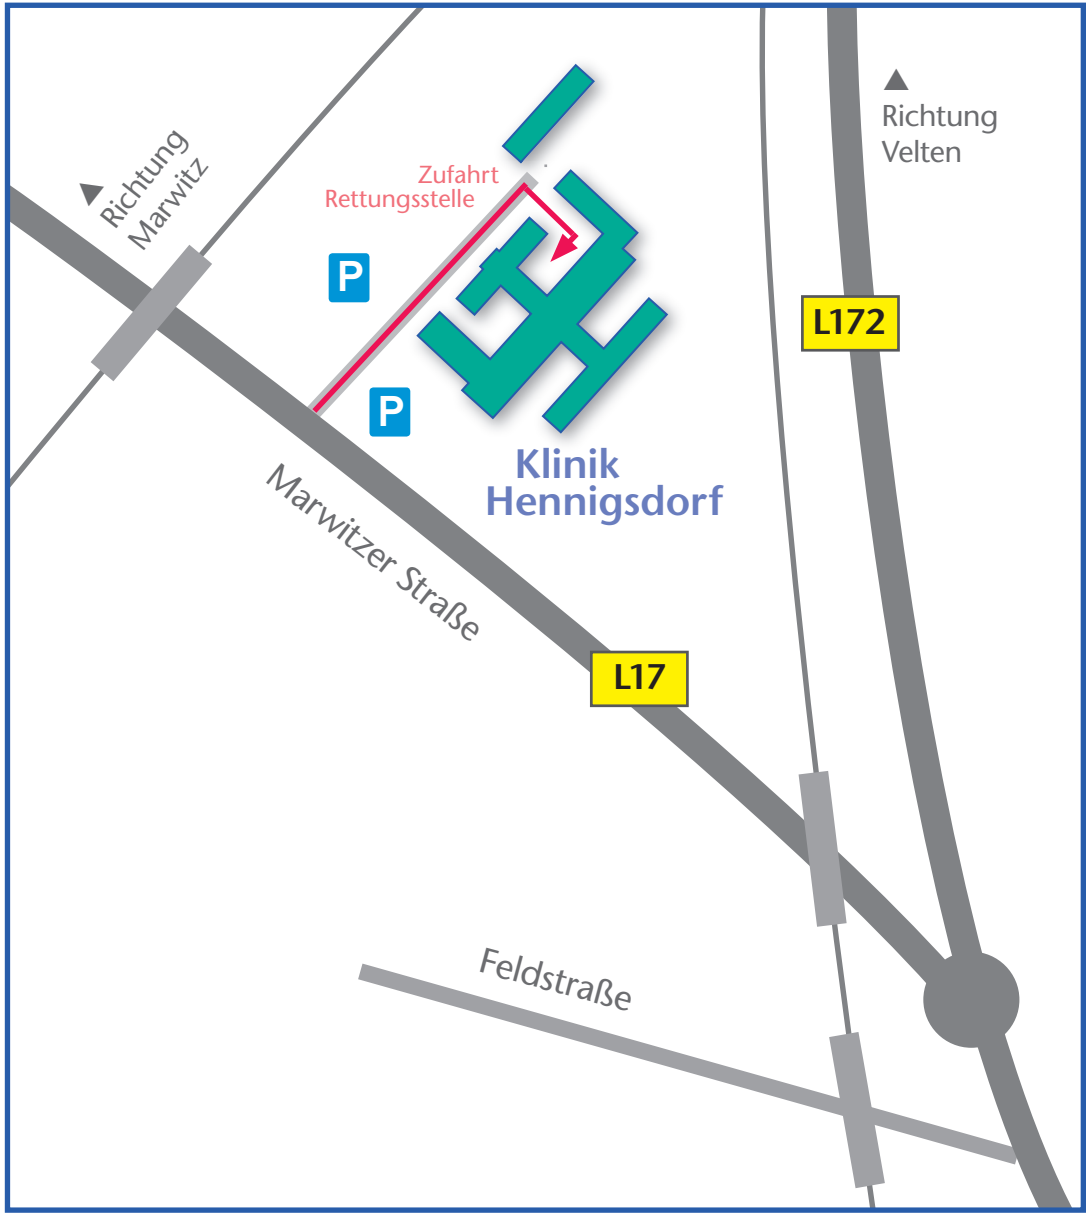 Richtung
Velten
Richtung
Marwitz
Zufahrt
Rettungsstelle
P
L172
P
Klinik
Hennigsdorf
Marwitzer Straße
L17
Feldstraße